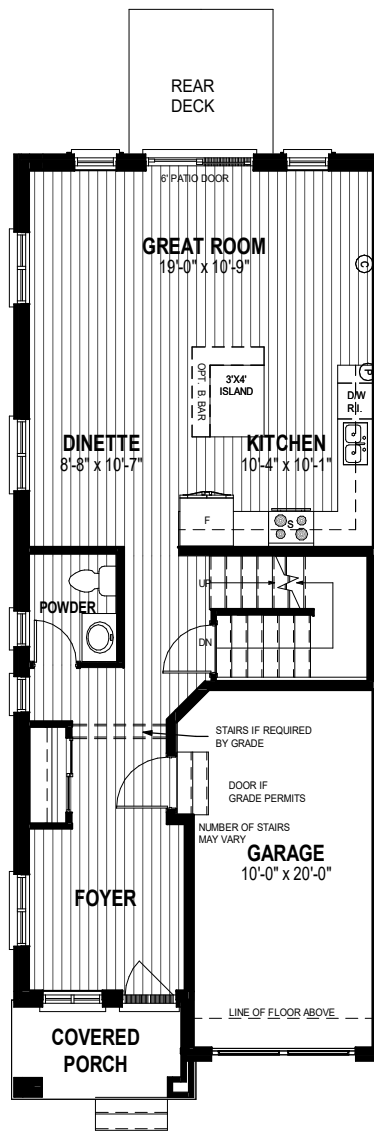 REAR
DECK
6' PATIO DOOR
GREAT ROOM
19'-0" x 10'-9"
C
P
OPT. B. BAR
3'X4'
ISLAND
D/W
R.I.
DINETTE
8'-8" x 10'-7"
KITCHEN
10'-4" x 10'-1"
F
S
UP
POWDER
DN
STAIRS IF REQUIRED
BY GRADE
DOOR IF
GRADE PERMITS
NUMBER OF STAIRS
MAY VARY
GARAGE
10'-0" x 20'-0"
FOYER
LINE OF FLOOR ABOVE
COVERED
PORCH